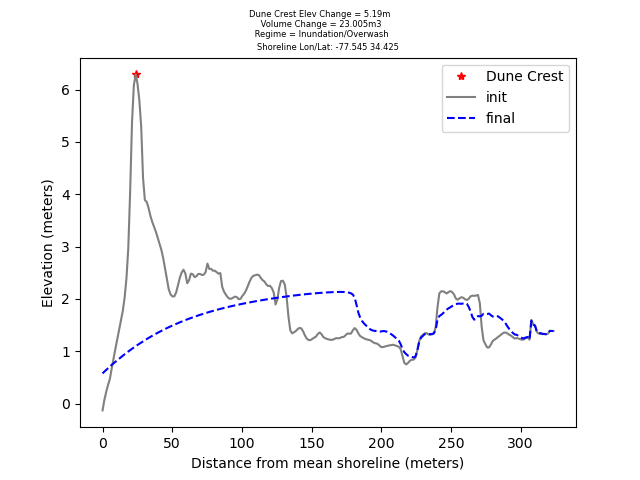 Dune Crest Elev Change = 5.19m
Volume Change = 23.005m3
Regime = Inundation/Overwash
Shoreline Lon/Lat: -77.545 34.425
Dune Crest
init
final
6
5
4
3
2
1
0
Elevation (meters)
0 50 100 150 200 250 300
Distance from mean shoreline (meters)